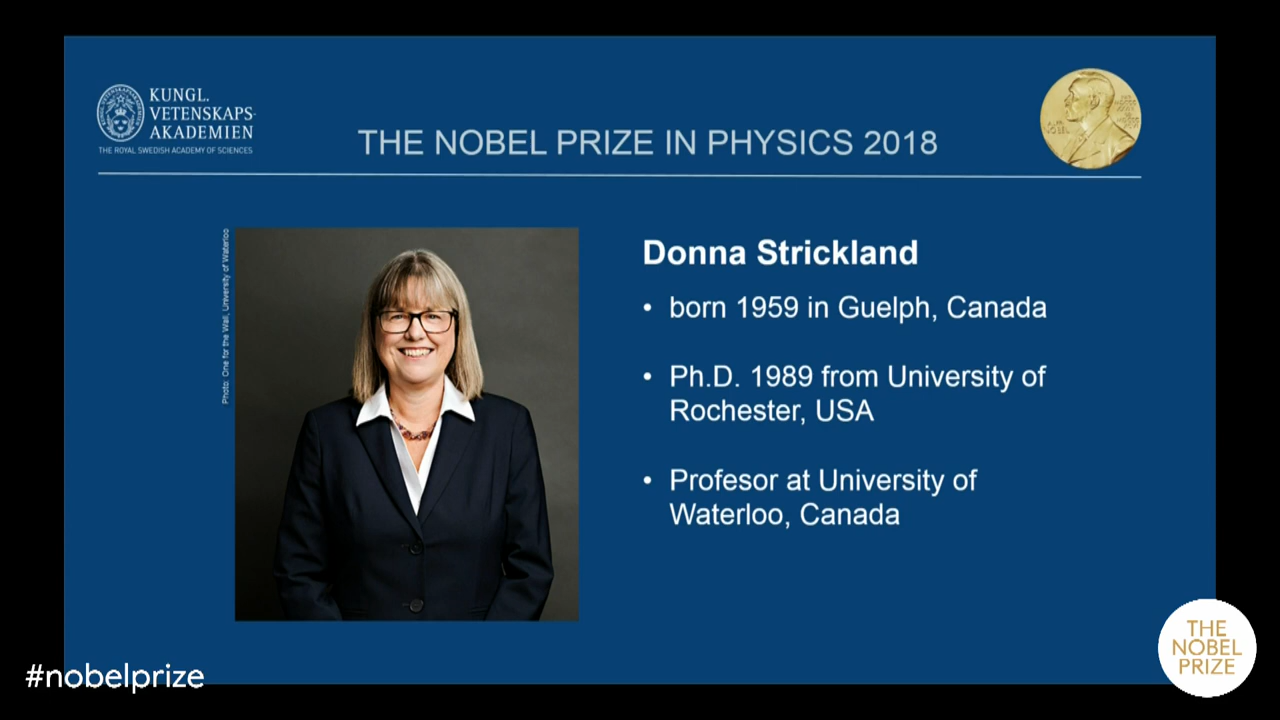 KUNGL.
VETENSKAPS-
AKADEMIEN
THE ROYAL SWEDISH ACADEMY OF SCIENCES
THE NOBEL PRIZE IN PHYSICS 2018
Photo: One for the Wall, University of Waterloo
Donna Strickland
• born 1959 in Guelph, Canada
• Ph.D. 1989 from University of
Rochester, USA
• Profesor at University of
Waterloo, Canada
#nobelprize
THE
NOBEL
PRIZE